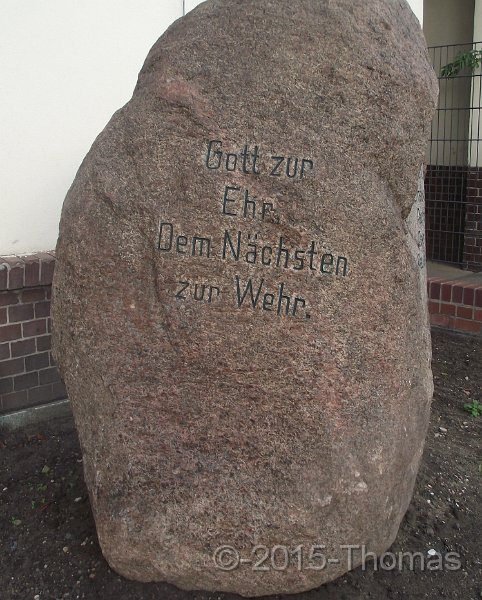 Gott zur
Ehr.
Dem Nächsten
zur Wehr.
©-2015-Thomas